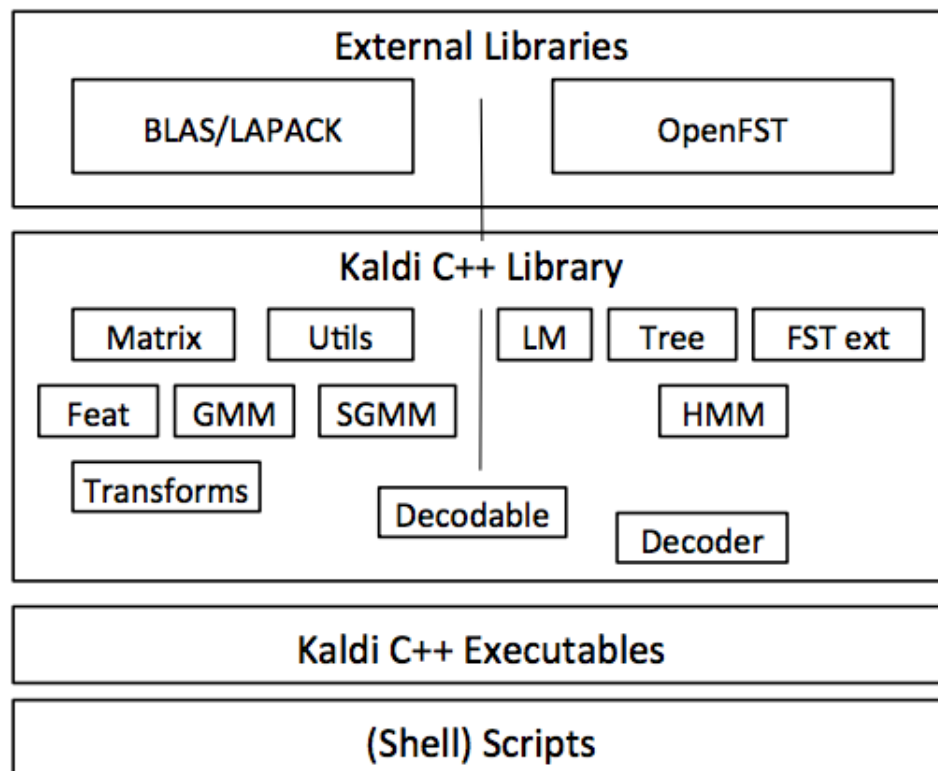 External Libraries
BLAS/LAPACK OpenFST
Kaldi C++ Library
Matrix Utils LM Tree FST ext
Feat GMM SGMM HMM
Transforms
Decodable
Decoder
Kaldi C++ Executables
(Shell) Scripts